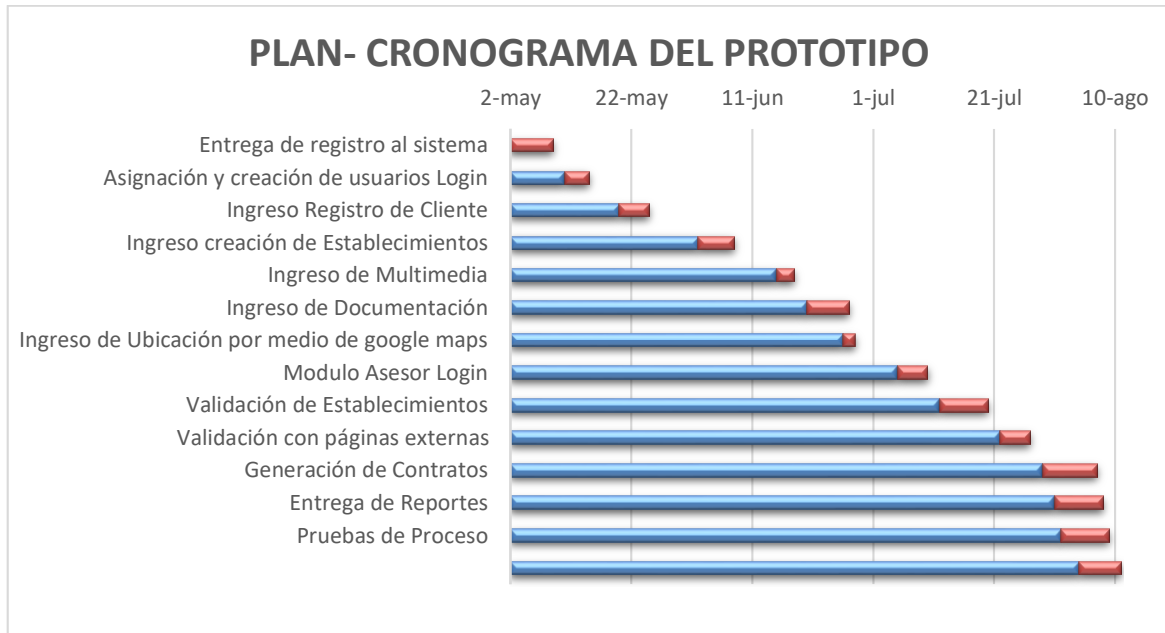 PLAN- CRONOGRAMA DEL PROTOTIPO
2-may 22-may 11-jun 1-jul 21-jul 10-ago
Entrega de registro al sistema
Asignación y creación de usuarios Login
Ingreso Registro de Cliente
Ingreso creación de Establecimientos
Ingreso de Multimedia
Ingreso de Documentación
Ingreso de Ubicación por medio de google maps
Modulo Asesor Login
Validación de Establecimientos
Validación con páginas externas
Generación de Contratos
Entrega de Reportes
Pruebas de Proceso